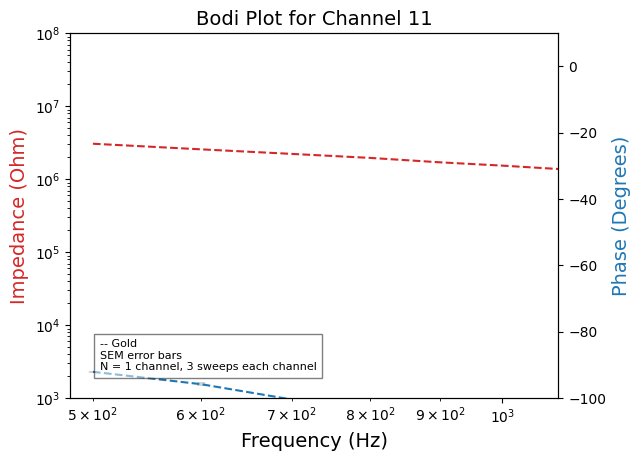 Bodi Plot for Channel 11
Impedance (Ohm)
10⁸
10⁷
10⁶
10⁵
10⁴
10³
-- Gold
SEM error bars
N = 1 channel, 3 sweeps each channel
5 × 10²
6 × 10²
7 × 10²
8 × 10²
9 × 10²
10³
Frequency (Hz)
0
−20
−40
−60
−80
−100
Phase (Degrees)